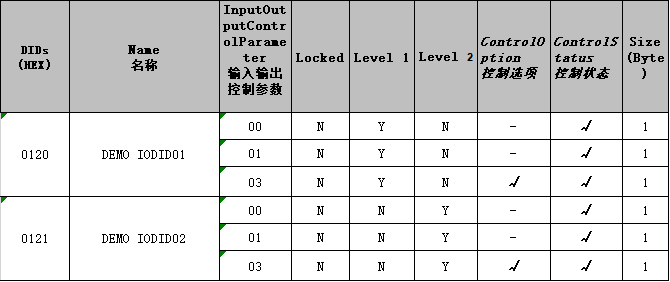 DIDs (HEX) | Name 名称 | InputOutputControlParameter 输入输出控制参数 | Locked | Level 1 | Level 2 | ControlOption 控制选项 | ControlStatus 控制状态 | Size (Byte)
0120 | DEMO IODID01 | 00 | N | Y | N | - | √ | 1
01 | N | Y | N | - | √ | 1
03 | N | Y | N | √ | √ | 1
0121 | DEMO IODID02 | 00 | N | N | Y | - | √ | 1
01 | N | N | Y | - | √ | 1
03 | N | N | Y | √ | √ | 1